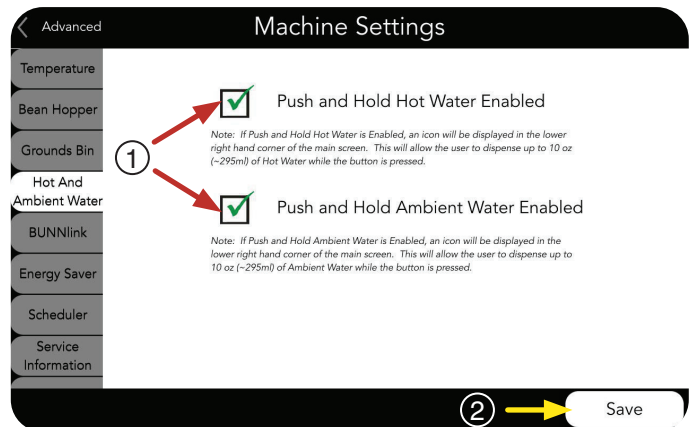 Advanced
Machine Settings
Temperature
Bean Hopper
Grounds Bin
Hot And
Ambient Water
BUNNlink
Energy Saver
Scheduler
Service
Information
1
Push and Hold Hot Water Enabled
Note: If Push and Hold Hot Water is Enabled, an icon will be displayed in the lower
right hand corner of the main screen. This will allow the user to dispense up to 10 oz
(~295ml) of Hot Water while the button is pressed.
Push and Hold Ambient Water Enabled
Note: If Push and Hold Ambient Water is Enabled, an icon will be displayed in the
lower right hand corner of the main screen. This will allow the user to dispense up to
10 oz (~295ml) of Ambient Water while the button is pressed.
2
Save